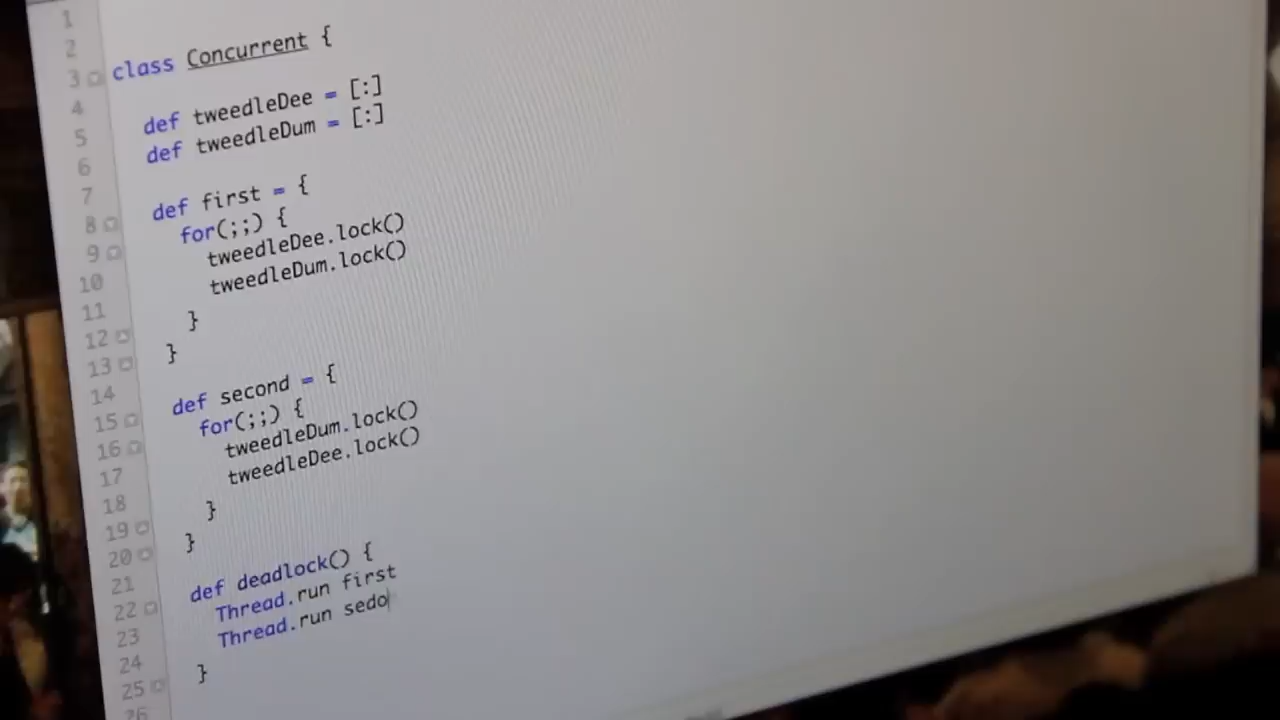 1
2
3 class Concurrent {
4
5 def tweedleDee = [:]
6 def tweedleDum = [:]
7
8 def first = {
9 for(;;) {
10 tweedleDee.lock()
11 tweedleDum.lock()
12 }
13 }
14
15 def second = {
16 for(;;) {
17 tweedleDum.lock()
18 tweedleDee.lock()
19 }
20 }
21
22 def deadlock() {
23 Thread.run first
24 Thread.run sedo
25 }
26